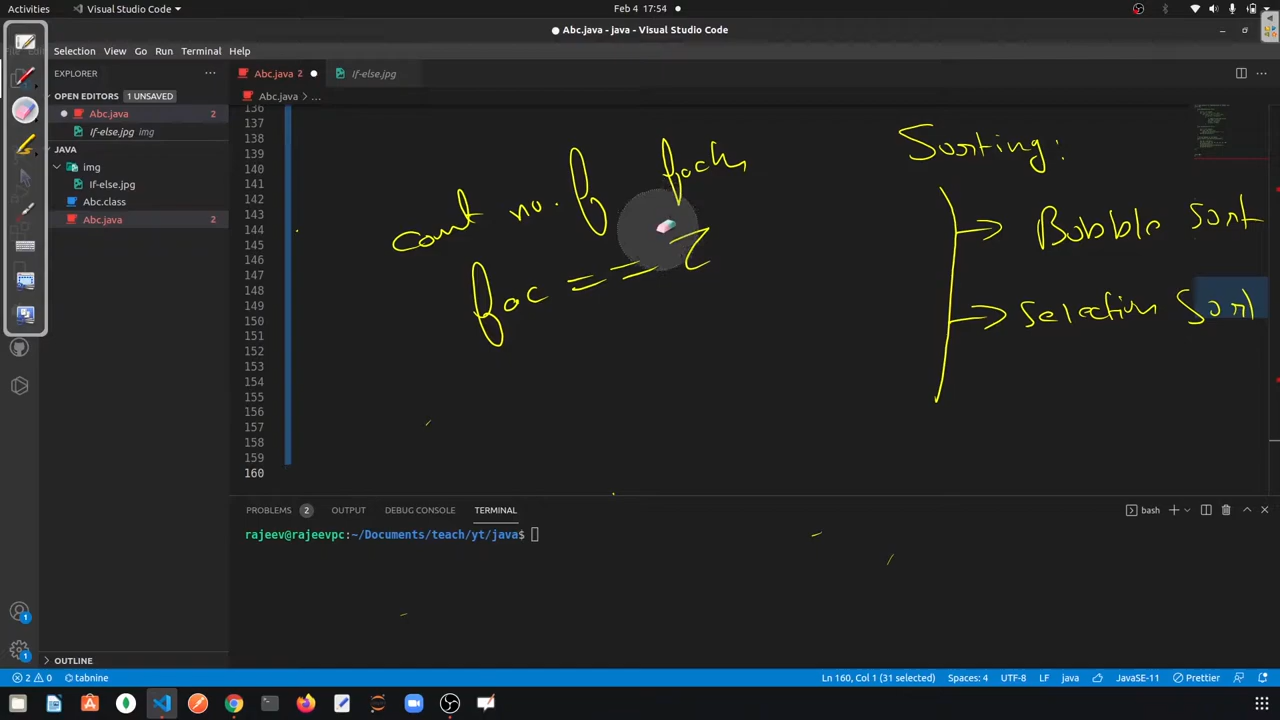 Activities
Visual Studio Code
Feb 4 17:54
Abc.java - java - Visual Studio Code
Selection View Go Run Terminal Help
EXPLORER
OPEN EDITORS 1 UNSAVED
Abc.java 2
If-else.jpg img
JAVA
img
If-else.jpg
Abc.class
Abc.java 2
OUTLINE
Abc.java 2
If-else.jpg
Abc.java > ...
136
137
138
139
140
141
142
143
144
145
146
147
148
149
150
151
152
153
154
155
156
157
158
159
160
count no. of
fac == 2
Sorting:
Bubble Sort
Selection Sort
PROBLEMS 2 OUTPUT DEBUG CONSOLE TERMINAL
bash
rajeev@rajeevpc:~/Documents/teach/yt/java$
1
1
2 0 tabnine
Ln 160, Col 1 (31 selected) Spaces: 4 UTF-8 LF java JavaSE-11 Prettier